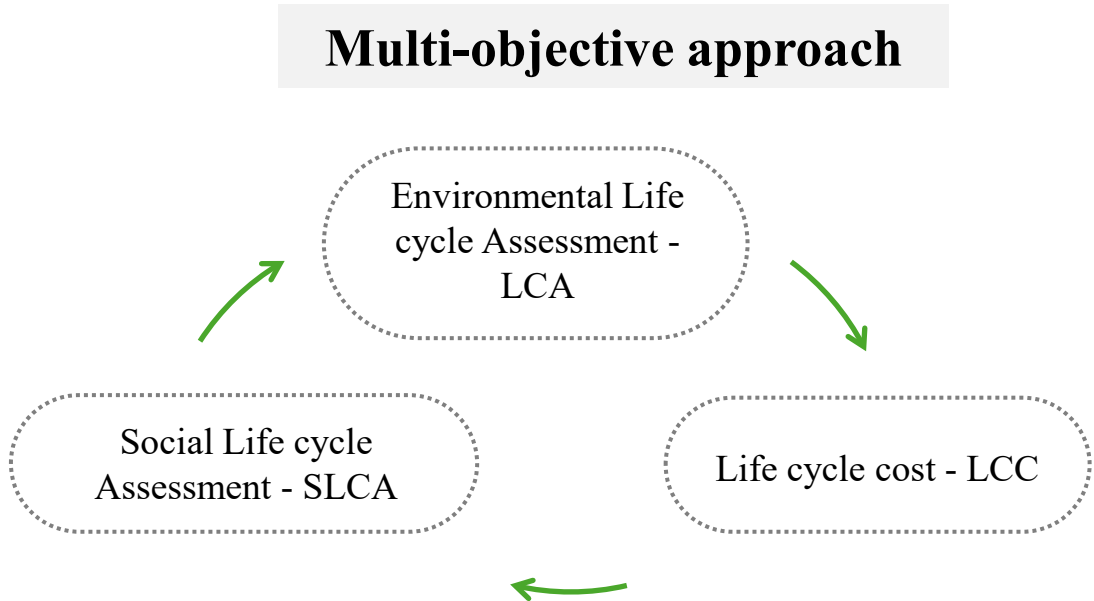 Multi-objective approach
Environmental Life
cycle Assessment -
LCA
Social Life cycle
Assessment - SLCA
Life cycle cost - LCC